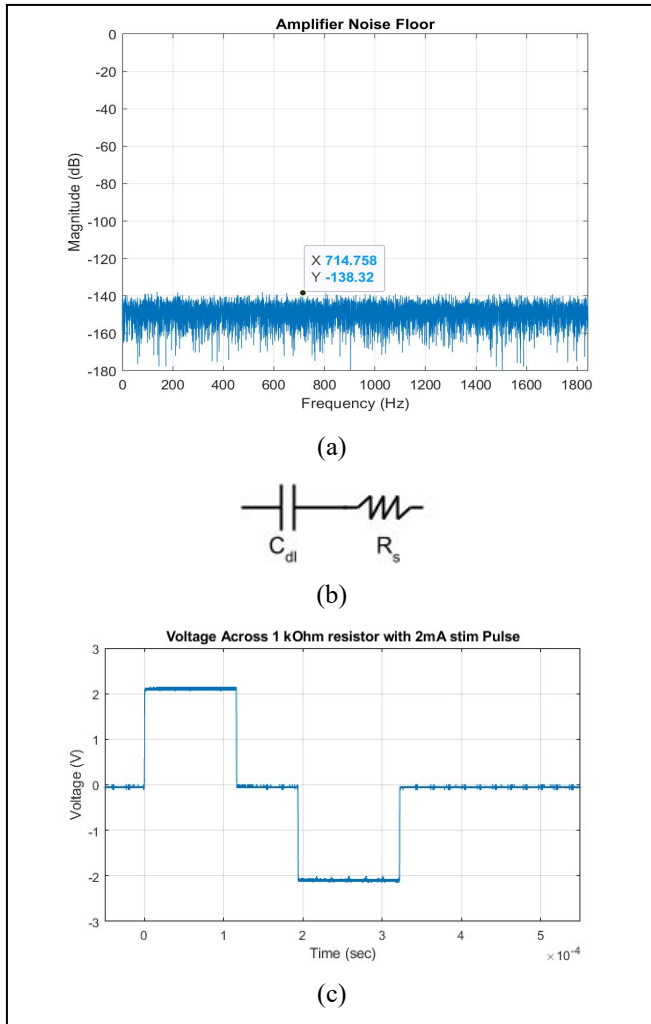 Amplifier Noise Floor
0
-20
-40
-60
-80
-100
-120
-140
-160
-180
Magnitude (dB)
X 714.758
Y -138.32
0 200 400 600 800 1000 1200 1400 1600 1800
Frequency (Hz)
(a)
C_dl R_s
(b)
Voltage Across 1 kOhm resistor with 2mA stim Pulse
3
2
1
0
-1
-2
-3
Voltage (V)
0 1 2 3 4 5
Time (sec)
×10^-4
(c)